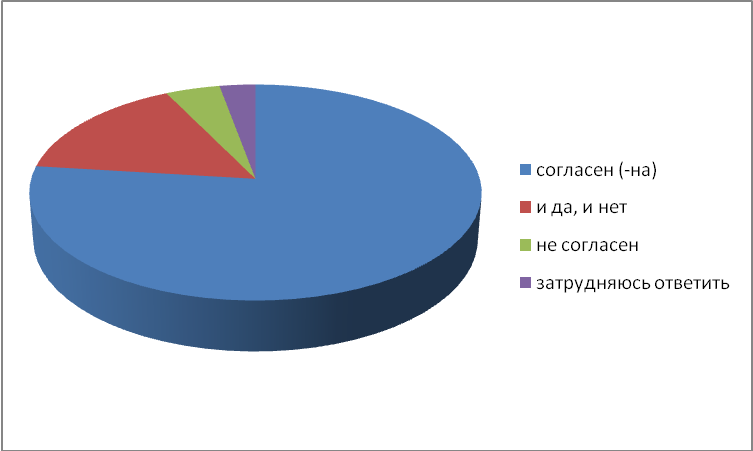 согласен (-на)
и да, и нет
не согласен
затрудняюсь ответить